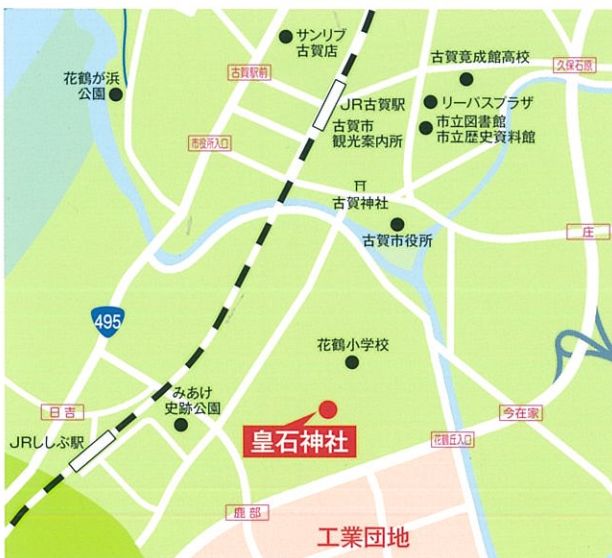 サンリブ
古賀店
花鶴が浜
公園
古賀駅前
古賀竟成館高校
久保石原
JR古賀駅
古賀市
観光案内所
リーパスプラザ
市立図書館
市立歴史資料館
市役所入口
古賀神社
古賀市役所
庄
495
花鶴小学校
みあけ
史跡公園
日吉
JRししぶ駅
皇石神社
今在家
花鶴丘入口
鹿部
工業団地